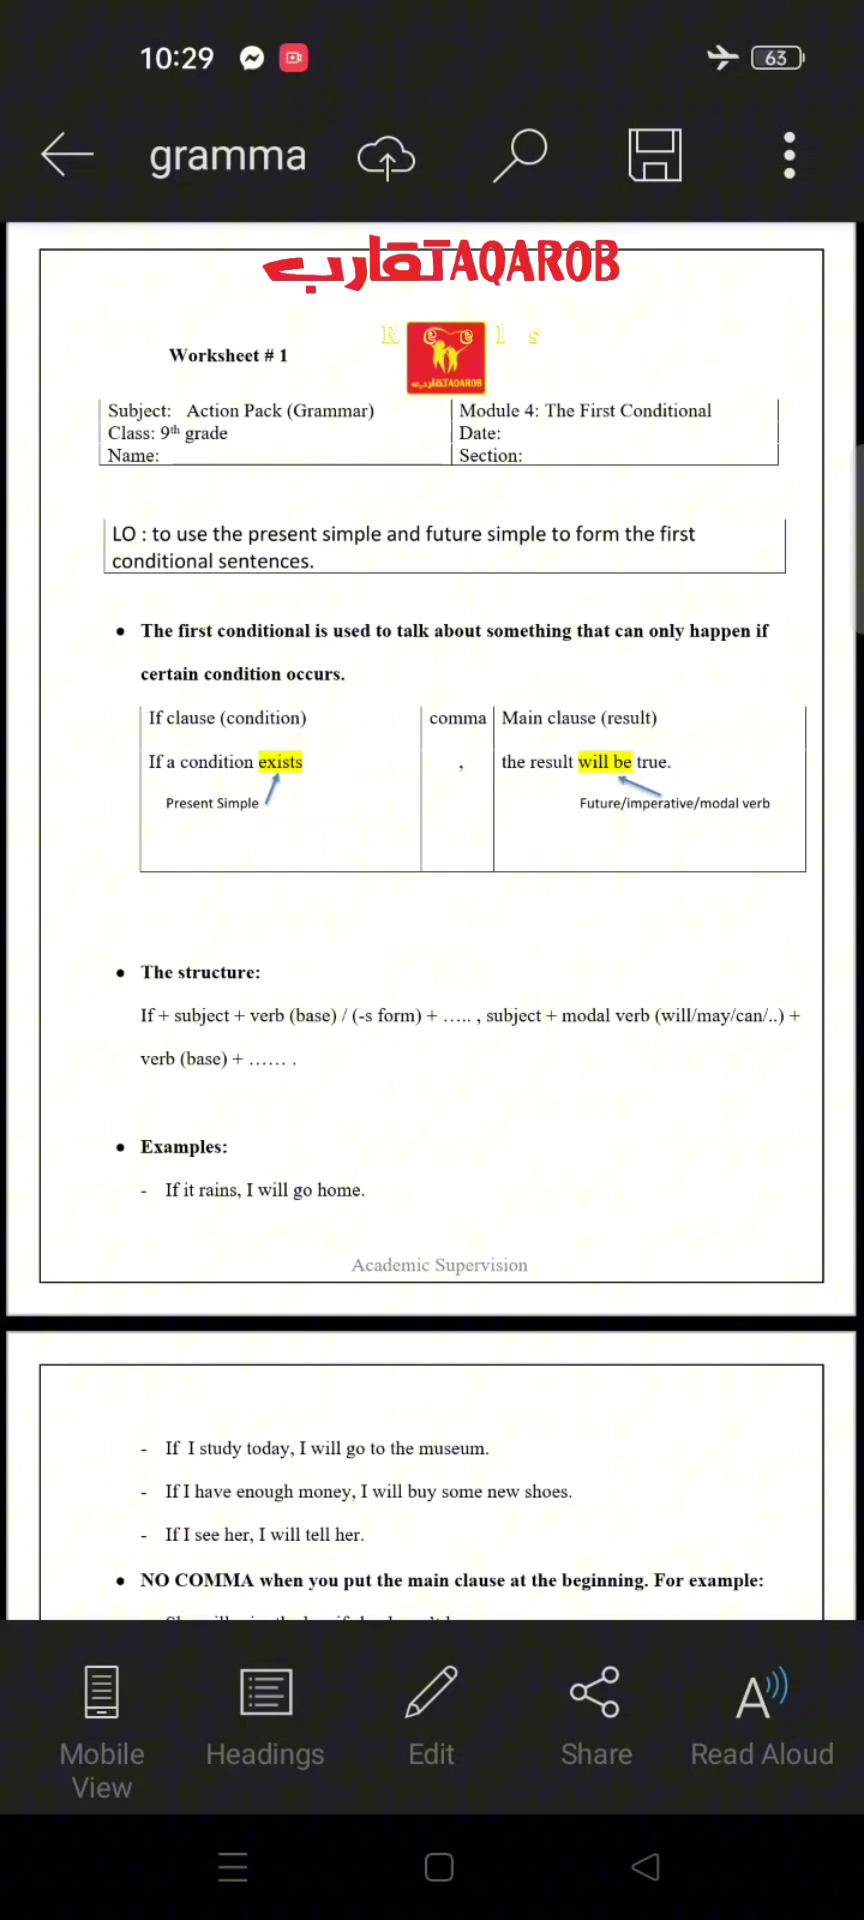 10:29
63
gramma
تقاربTAQAROB
R e e l s
تقاربTAQAROB
Worksheet # 1
Subject: Action Pack (Grammar)
Module 4: The First Conditional
Class: 9th grade
Date:
Name:
Section:
LO : to use the present simple and future simple to form the first
conditional sentences.
• The first conditional is used to talk about something that can only happen if
certain condition occurs.
If clause (condition)
comma
Main clause (result)
If a condition exists
,
the result will be true.
Present Simple
Future/imperative/modal verb
• The structure:
If + subject + verb (base) / (-s form) + ….. , subject + modal verb (will/may/can/..) +
verb (base) + …… .
• Examples:
- If it rains, I will go home.
Academic Supervision
- If I study today, I will go to the museum.
- If I have enough money, I will buy some new shoes.
- If I see her, I will tell her.
• NO COMMA when you put the main clause at the beginning. For example:
Mobile View
Headings
Edit
Share
Read Aloud